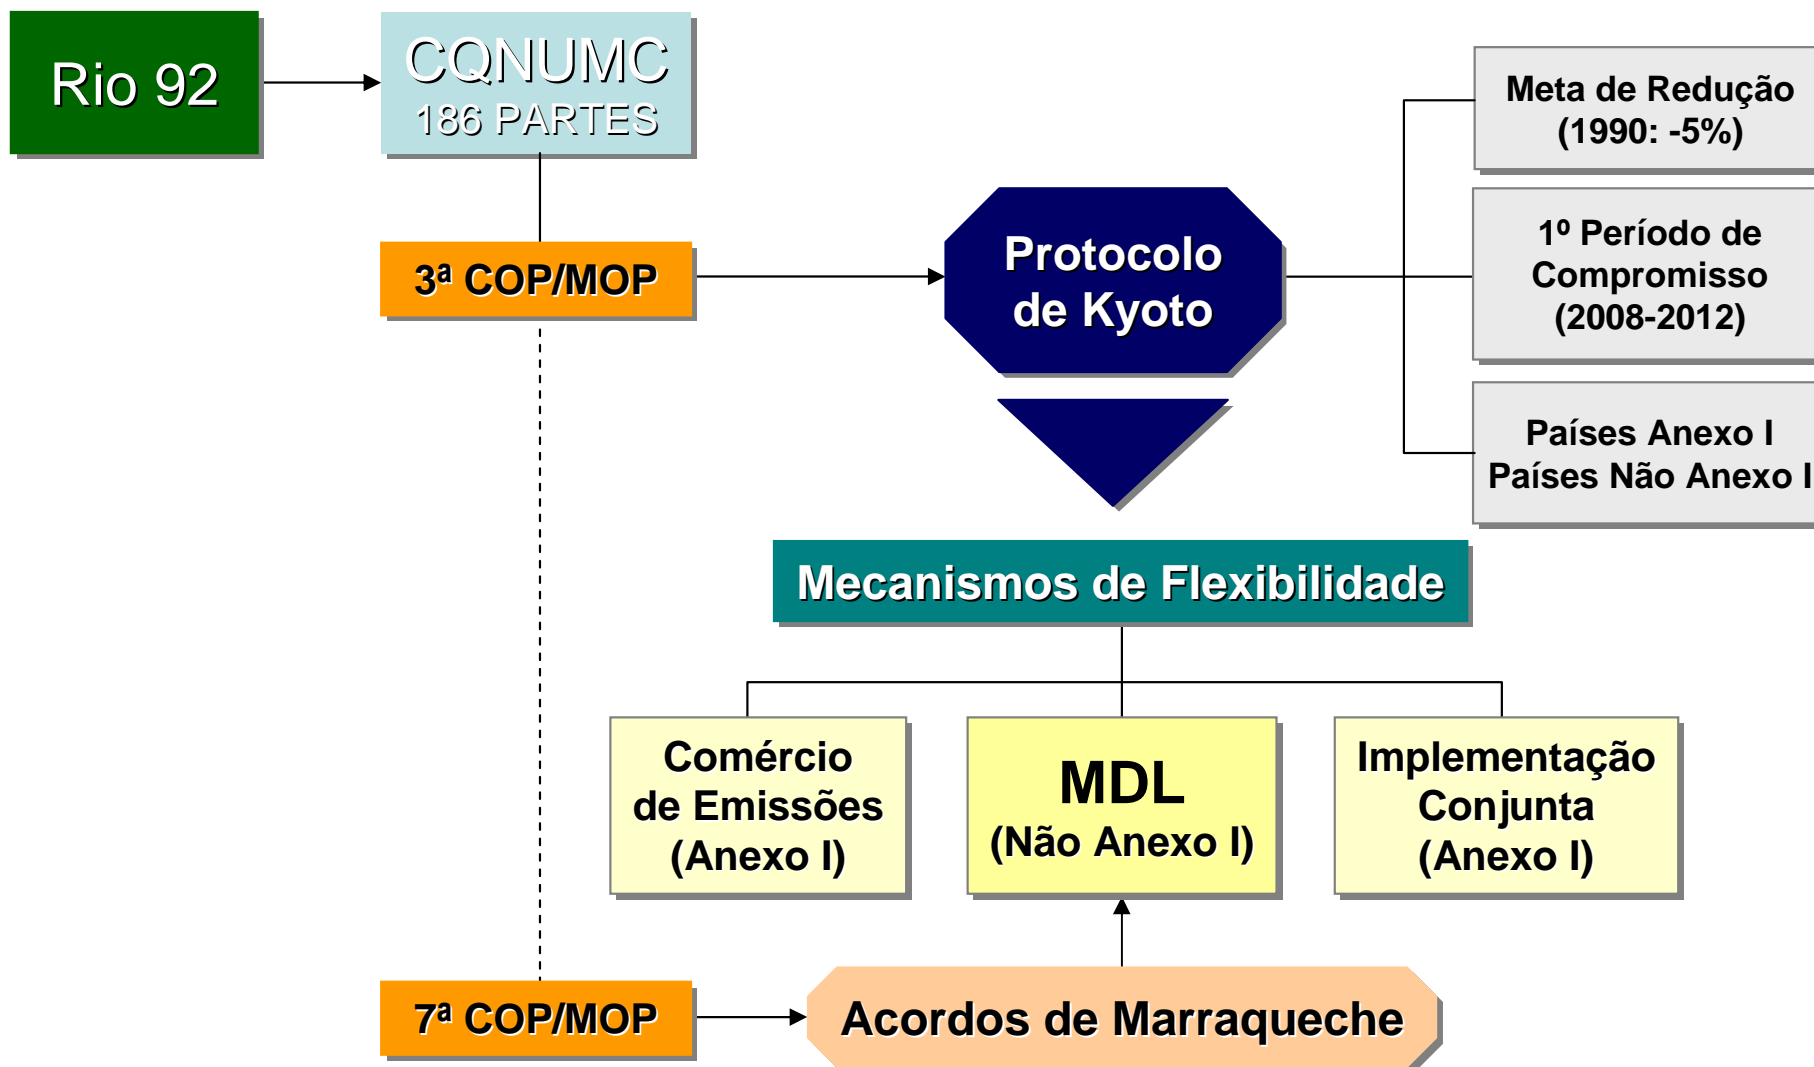 Rio 92
CQNUMC
186 PARTES
Meta de Redução
(1990: -5%)
3ª COP/MOP
Protocolo
de Kyoto
1º Período de
Compromisso
(2008-2012)
Países Anexo I
Países Não Anexo I
Mecanismos de Flexibilidade
Comércio
de Emissões
(Anexo I)
MDL
(Não Anexo I)
Implementação
Conjunta
(Anexo I)
7ª COP/MOP
Acordos de Marraqueche